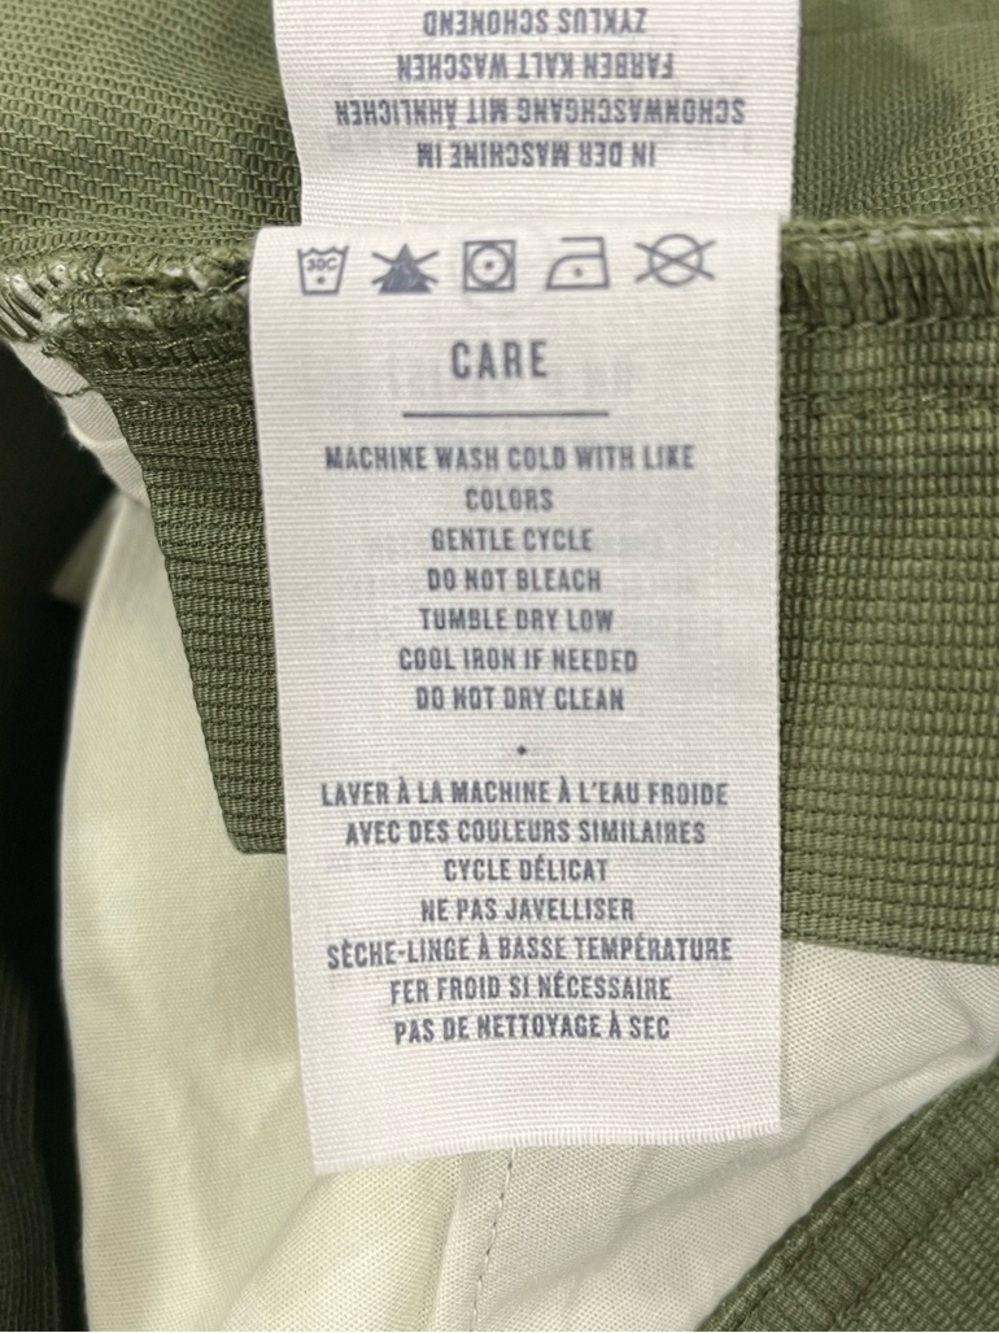 ZYKLUS SCHONEND
FARBEN KALT WASCHEN
SCHONWASCHGANG MIT ÄHNLICHEN
IN DER MASCHINE IM
30C
CARE
MACHINE WASH COLD WITH LIKE
COLORS
GENTLE CYCLE
DO NOT BLEACH
TUMBLE DRY LOW
COOL IRON IF NEEDED
DO NOT DRY CLEAN
LAVER À LA MACHINE À L'EAU FROIDE
AVEC DES COULEURS SIMILAIRES
CYCLE DÉLICAT
NE PAS JAVELLISER
SÈCHE-LINGE À BASSE TEMPÉRATURE
FER FROID SI NÉCESSAIRE
PAS DE NETTOYAGE À SEC